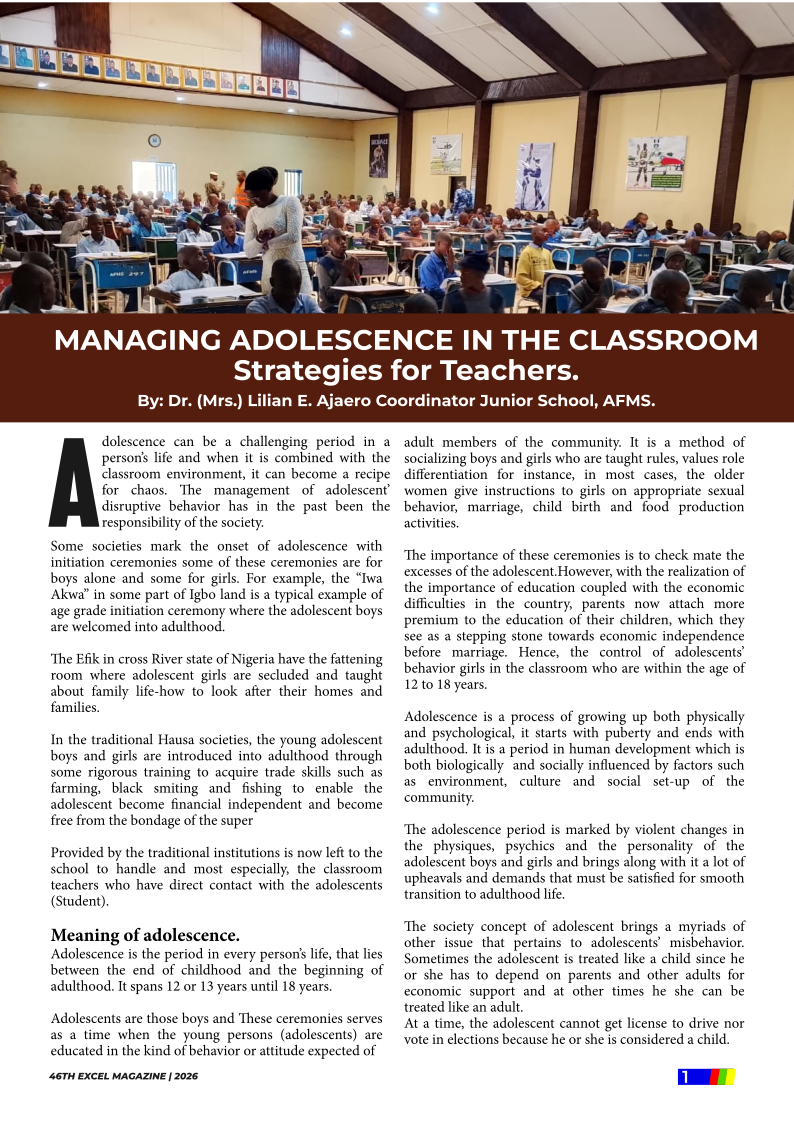 AFMS 297
AFMS
MANAGING ADOLESCENCE IN THE CLASSROOM
Strategies for Teachers.
By: Dr. (Mrs.) Lilian E. Ajaero Coordinator Junior School, AFMS.
Adolescence can be a challenging period in a
person's life and when it is combined with the
classroom environment, it can become a recipe
for chaos. The management of adolescent'
disruptive behavior has in the past been the
responsibility of the society.
Some societies mark the onset of adolescence with
initiation ceremonies some of these ceremonies are for
boys alone and some for girls. For example, the “Iwa
Akwa” in some part of Igbo land is a typical example of
age grade initiation ceremony where the adolescent boys
are welcomed into adulthood.
The Efik in cross River state of Nigeria have the fattening
room where adolescent girls are secluded and taught
about family life-how to look after their homes and
families.
In the traditional Hausa societies, the young adolescent
boys and girls are introduced into adulthood through
some rigorous training to acquire trade skills such as
farming, black smiting and fishing to enable the
adolescent become financial independent and become
free from the bondage of the super
Provided by the traditional institutions is now left to the
school to handle and most especially, the classroom
teachers who have direct contact with the adolescents
(Student).
Meaning of adolescence.
Adolescence is the period in every person's life, that lies
between the end of childhood and the beginning of
adulthood. It spans 12 or 13 years until 18 years.
Adolescents are those boys and These ceremonies serves
as a time when the young persons (adolescents) are
educated in the kind of behavior or attitude expected of
adult members of the community. It is a method of
socializing boys and girls who are taught rules, values role
differentiation for instance, in most cases, the older
women give instructions to girls on appropriate sexual
behavior, marriage, child birth and food production
activities.
The importance of these ceremonies is to check mate the
excesses of the adolescent.However, with the realization of
the importance of education coupled with the economic
difficulties in the country, parents now attach more
premium to the education of their children, which they
see as a stepping stone towards economic independence
before marriage. Hence, the control of adolescents'
behavior girls in the classroom who are within the age of
12 to 18 years.
Adolescence is a process of growing up both physically
and psychological, it starts with puberty and ends with
adulthood. It is a period in human development which is
both biologically and socially influenced by factors such
as environment, culture and social set-up of the
community.
The adolescence period is marked by violent changes in
the physiques, psychics and the personality of the
adolescent boys and girls and brings along with it a lot of
upheavals and demands that must be satisfied for smooth
transition to adulthood life.
The society concept of adolescent brings a myriads of
other issue that pertains to adolescents' misbehavior.
Sometimes the adolescent is treated like a child since he
or she has to depend on parents and other adults for
economic support and at other times he she can be
treated like an adult.
At a time, the adolescent cannot get license to drive nor
vote in elections because he or she is considered a child.
46TH EXCEL MAGAZINE | 2026
1